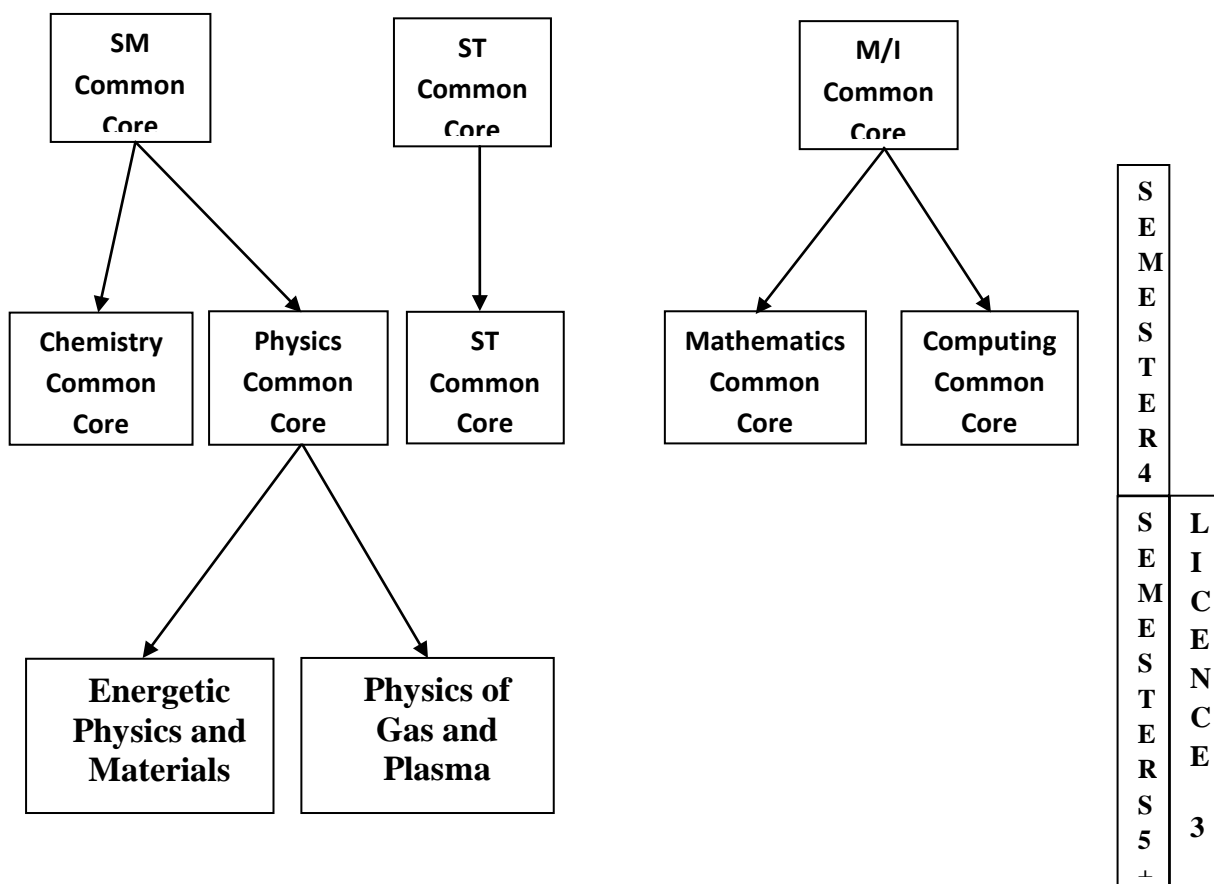 SM
Common
Core
ST
Common
Core
M/I
Common
Core
Chemistry
Common
Core
Physics
Common
Core
ST
Common
Core
Mathematics
Common
Core
Computing
Common
Core
S
E
M
E
S
T
E
R
4
Energetic
Physics and
Materials
Physics of
Gas and
Plasma
S
E
M
E
S
T
E
R
S
5
+
L
I
C
E
N
C
E
3